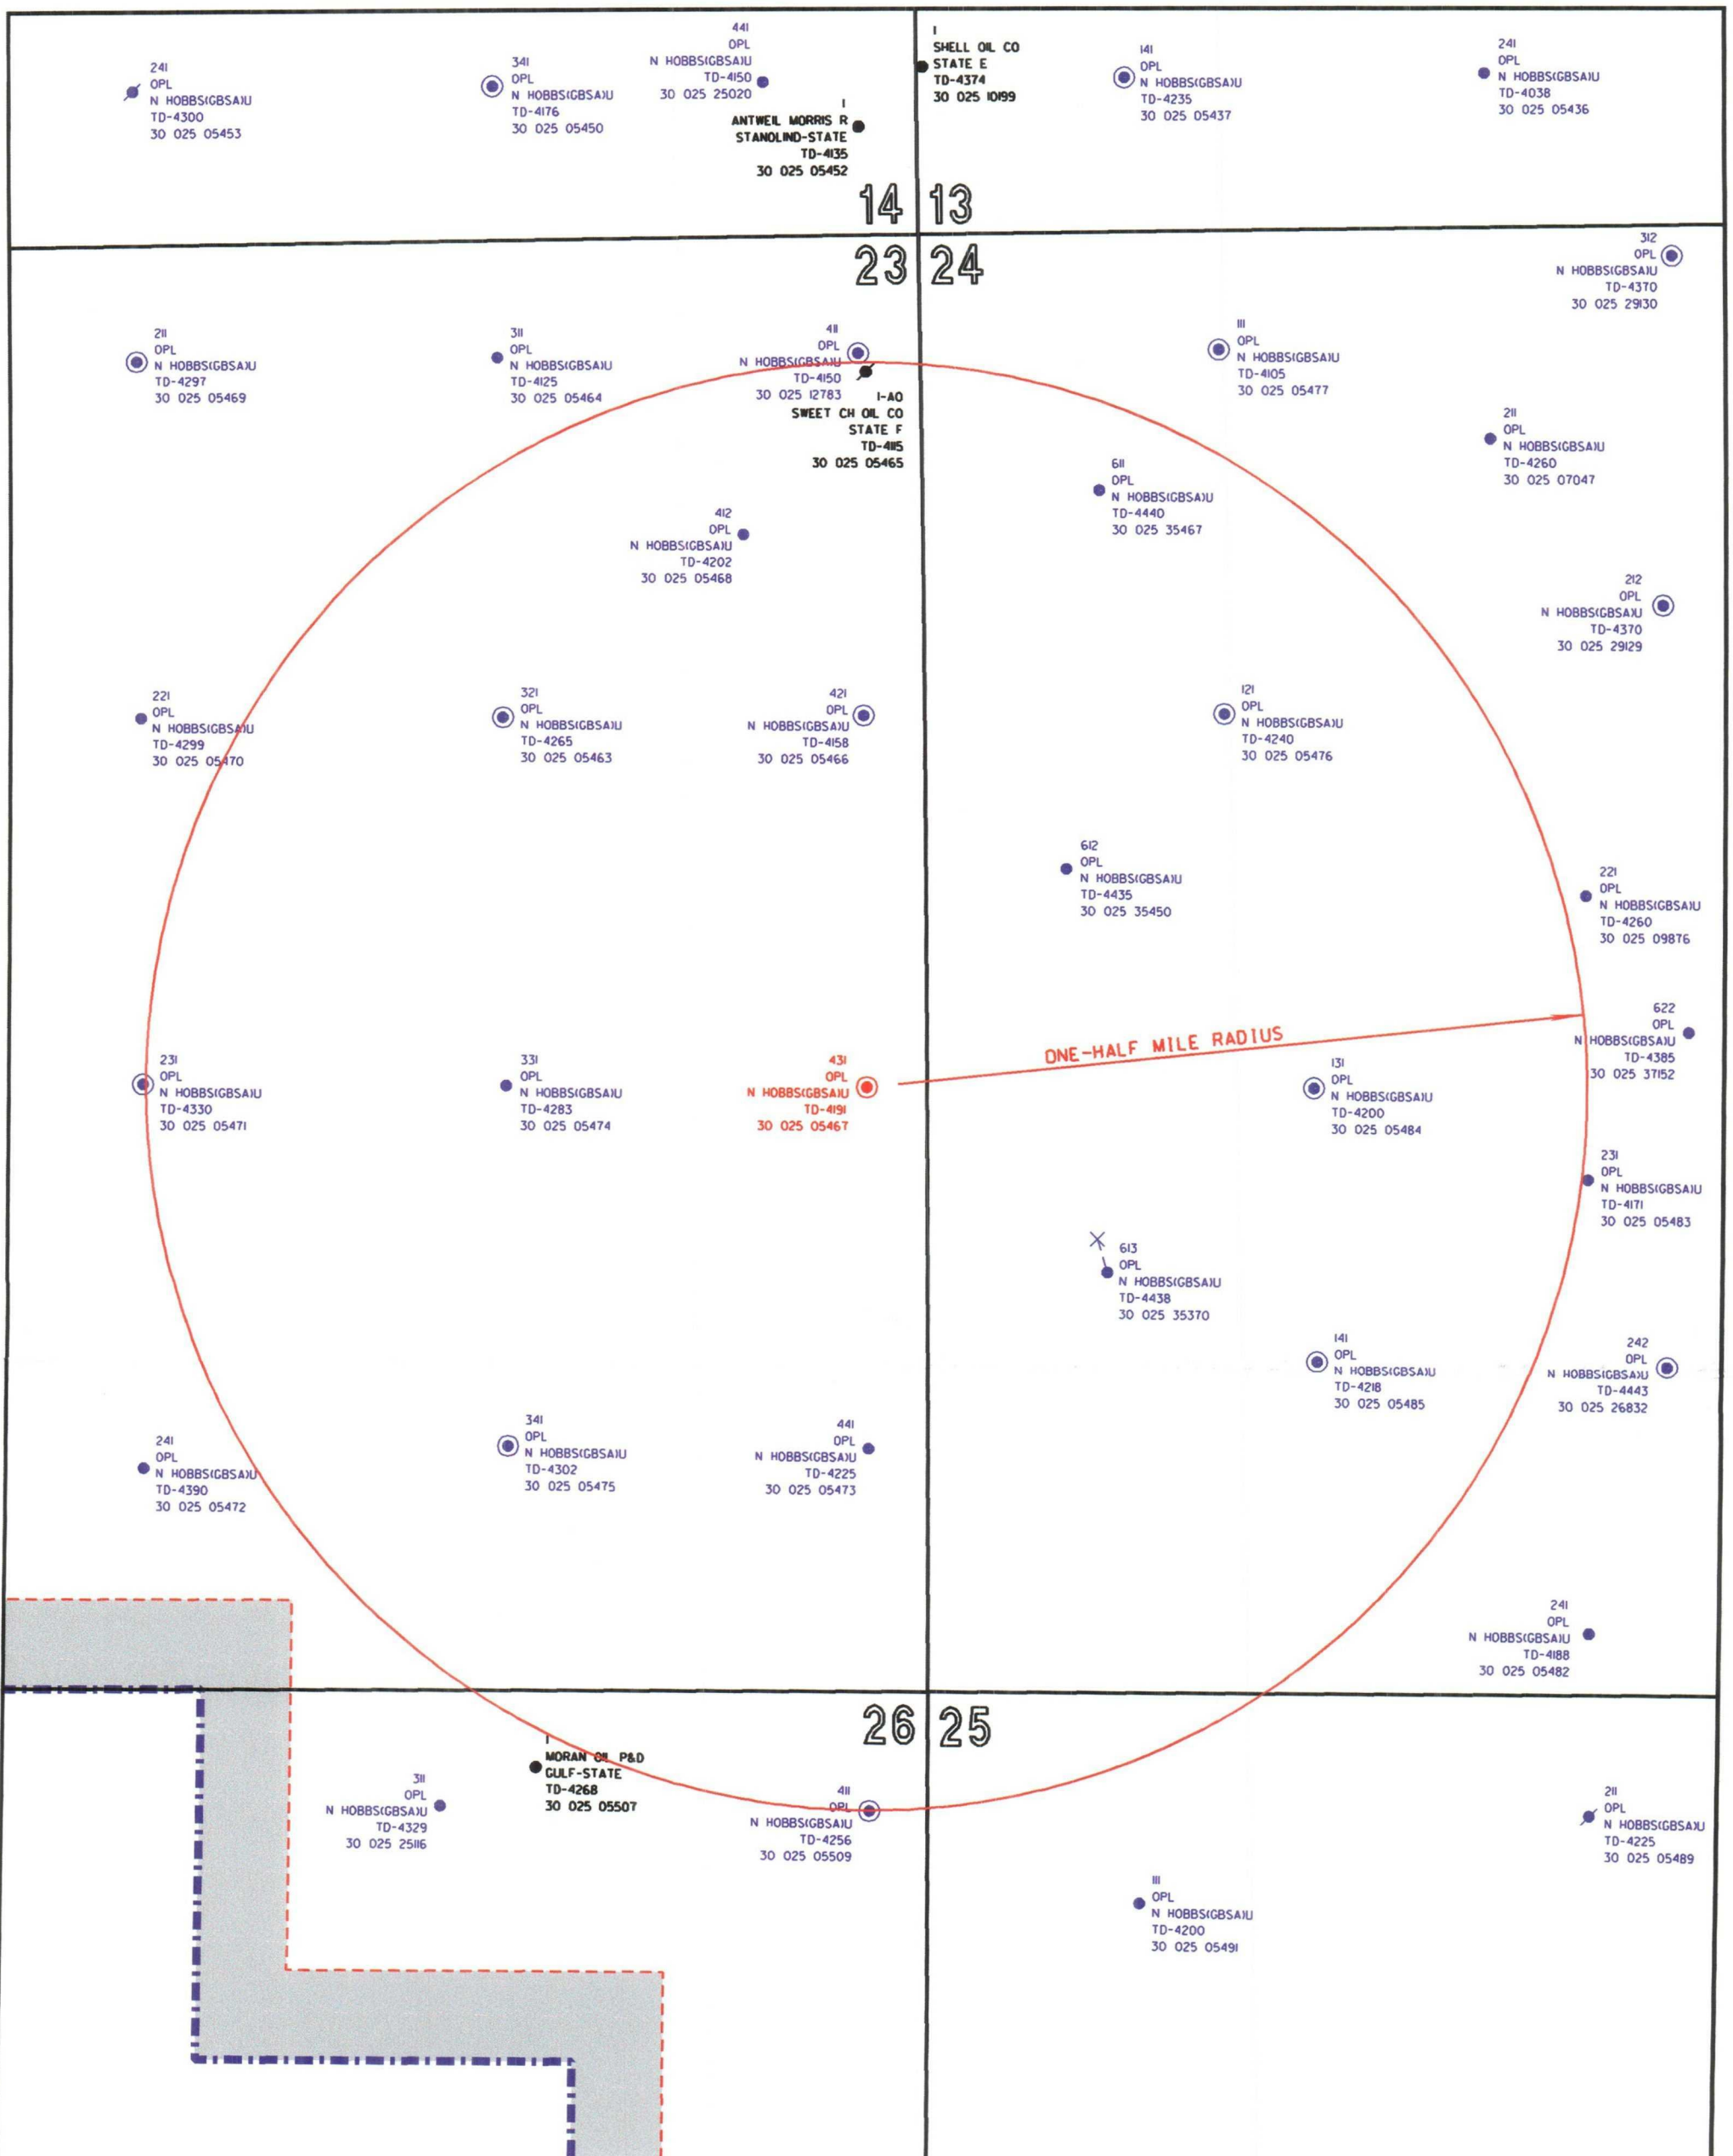 241
OPL
N HOBBS(GBSA)U
TD-4300
30 025 05453
341
OPL
N HOBBS(GBSA)U
TD-4176
30 025 05450
441
OPL
N HOBBS(GBSA)U
TD-4150
30 025 25020
1
ANTWEIL MORRIS R
STANOLIND-STATE
TD-4135
30 025 05452
1
SHELL OIL CO
STATE E
TD-4374
30 025 10199
141
OPL
N HOBBS(GBSA)U
TD-4235
30 025 05437
241
OPL
N HOBBS(GBSA)U
TD-4038
30 025 05436
14 13
23 24
312
OPL
N HOBBS(GBSA)U
TD-4370
30 025 29130
211
OPL
N HOBBS(GBSA)U
TD-4297
30 025 05469
311
OPL
N HOBBS(GBSA)U
TD-4125
30 025 05464
411
OPL
N HOBBS(GBSA)U
TD-4150
30 025 12783
1-AO
SWEET CH OIL CO
STATE F
TD-4115
30 025 05465
111
OPL
N HOBBS(GBSA)U
TD-4105
30 025 05477
211
OPL
N HOBBS(GBSA)U
TD-4260
30 025 07047
611
OPL
N HOBBS(GBSA)U
TD-4440
30 025 35467
412
OPL
N HOBBS(GBSA)U
TD-4202
30 025 05468
212
OPL
N HOBBS(GBSA)U
TD-4370
30 025 29129
221
OPL
N HOBBS(GBSA)U
TD-4299
30 025 05470
321
OPL
N HOBBS(GBSA)U
TD-4265
30 025 05463
421
OPL
N HOBBS(GBSA)U
TD-4158
30 025 05466
121
OPL
N HOBBS(GBSA)U
TD-4240
30 025 05476
612
OPL
N HOBBS(GBSA)U
TD-4435
30 025 35450
221
OPL
N HOBBS(GBSA)U
TD-4260
30 025 09876
622
OPL
N HOBBS(GBSA)U
TD-4385
30 025 37152
ONE-HALF MILE RADIUS
231
OPL
N HOBBS(GBSA)U
TD-4330
30 025 05471
331
OPL
N HOBBS(GBSA)U
TD-4283
30 025 05474
431
OPL
N HOBBS(GBSA)U
TD-4191
30 025 05467
131
OPL
N HOBBS(GBSA)U
TD-4200
30 025 05484
231
OPL
N HOBBS(GBSA)U
TD-4171
30 025 05483
613
OPL
N HOBBS(GBSA)U
TD-4438
30 025 35370
141
OPL
N HOBBS(GBSA)U
TD-4218
30 025 05485
242
OPL
N HOBBS(GBSA)U
TD-4443
30 025 26832
241
OPL
N HOBBS(GBSA)U
TD-4390
30 025 05472
341
OPL
N HOBBS(GBSA)U
TD-4302
30 025 05475
441
OPL
N HOBBS(GBSA)U
TD-4225
30 025 05473
241
OPL
N HOBBS(GBSA)U
TD-4188
30 025 05482
26 25
1
MORAN OIL P&D
GULF-STATE
TD-4268
30 025 05507
311
OPL
N HOBBS(GBSA)U
TD-4329
30 025 25116
411
OPL
N HOBBS(GBSA)U
TD-4256
30 025 05509
211
OPL
N HOBBS(GBSA)U
TD-4225
30 025 05489
111
OPL
N HOBBS(GBSA)U
TD-4200
30 025 05491